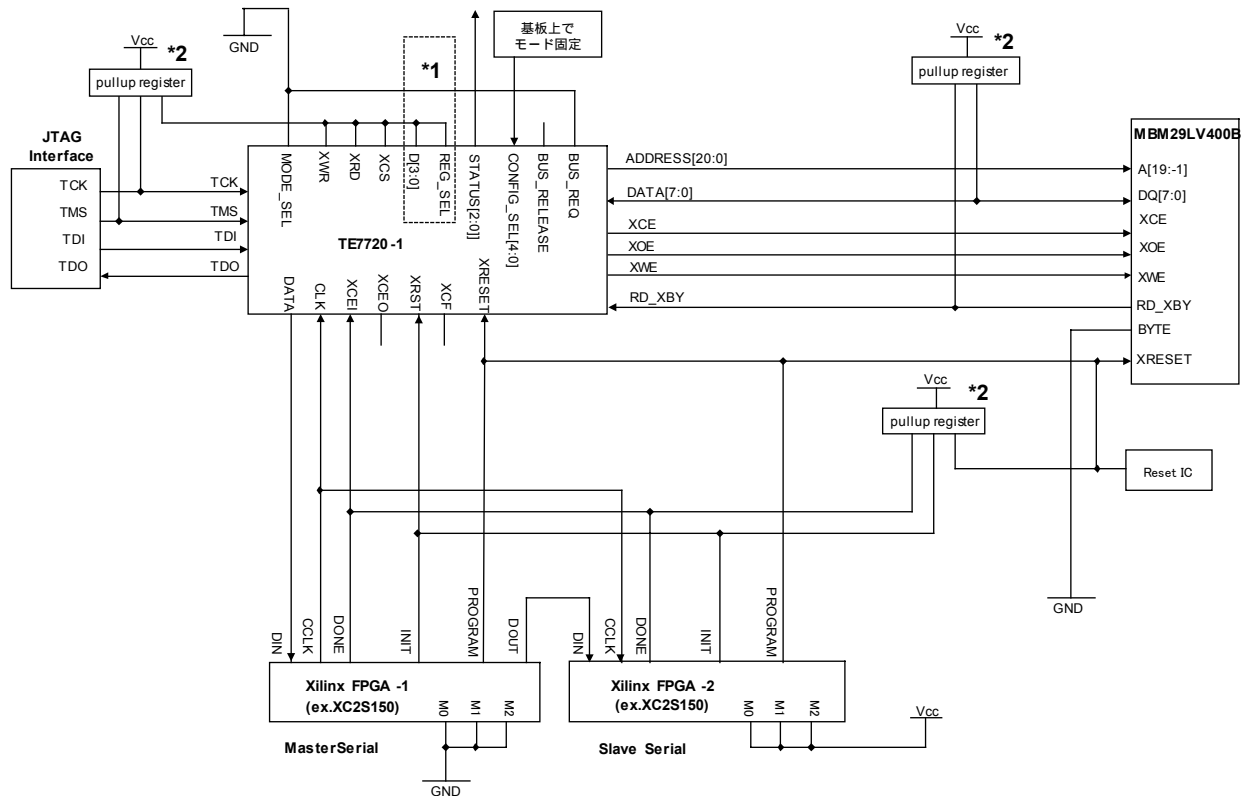 GND
Vcc
*2
pullup register
基板上で
モード固定
*1
Vcc
*2
pullup register
JTAG
Interface
TCK
TMS
TDI
TDO
TCK
TMS
TDI
TDO
MODE_SEL
XWR
XRD
XCS
D[3:0]
REG_SEL
STATUS[2:0]]
CONFIG_SEL[4:0]
BUS_RELEASE
BUS_REQ
TE7720-1
DATA
CLK
XCEI
XCEO
XRST
XCF
XRESET
ADDRESS[20:0]
DATA[7:0]
XCE
XOE
XWE
RD_XBY
MBM29LV400B
A[19:-1]
DQ[7:0]
XCE
XOE
XWE
RD_XBY
BYTE
XRESET
Vcc
*2
pullup register
Reset IC
GND
DIN
CCLK
DONE
INIT
PROGRAM
DOUT
DIN
CCLK
DONE
INIT
PROGRAM
Xilinx FPGA -1
(ex.XC2S150)
M0
M1
M2
Xilinx FPGA -2
(ex.XC2S150)
M0
M1
M2
MasterSerial
Slave Serial
Vcc
GND